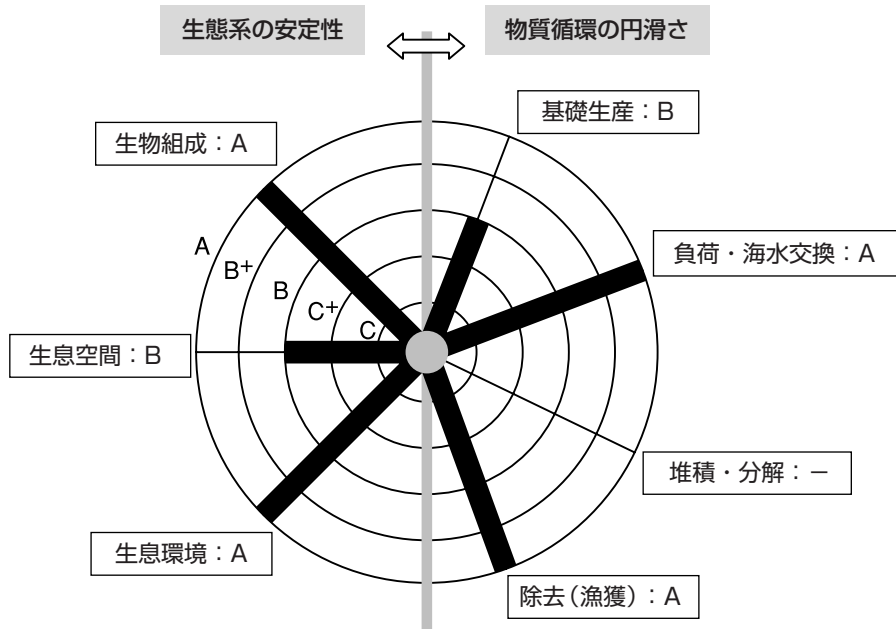 生態系の安定性
物質循環の円滑さ
基礎生産：B
生物組成：A
負荷・海水交換：A
A
B+
B
C+
C
生息空間：B
堆積・分解：－
生息環境：A
除去（漁獲）：A